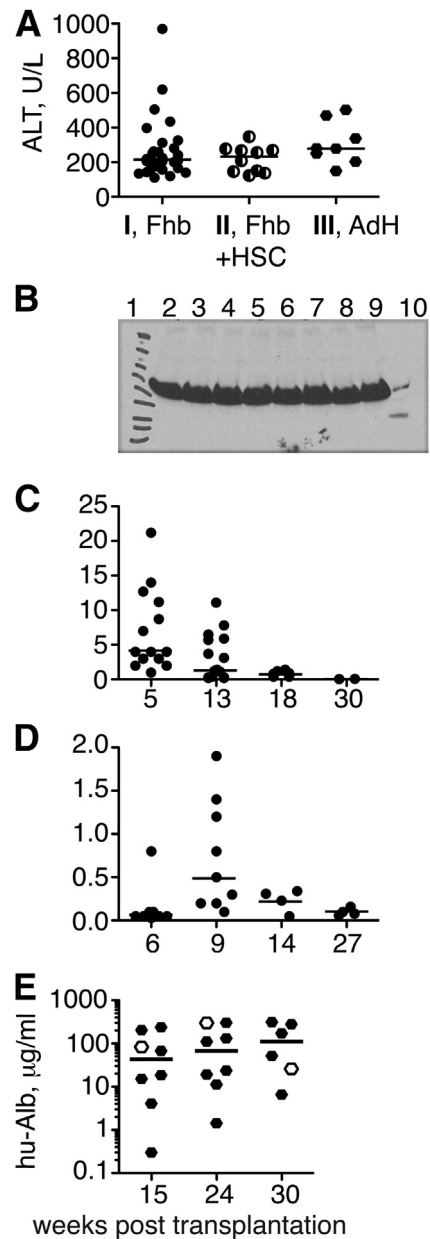 A
ALT, U/L
1000
800
600
400
200
0
I, Fhb II, Fhb III, AdH
+HSC
B
1 2 3 4 5 6 7 8 9 10
C
25
20
15
10
5
0
5 13 18 30
D
2.0
1.5
1.0
0.5
0.0
6 9 14 27
E
hu-Alb, µg/ml
1000
100
10
1
0.1
15 24 30
weeks post transplantation